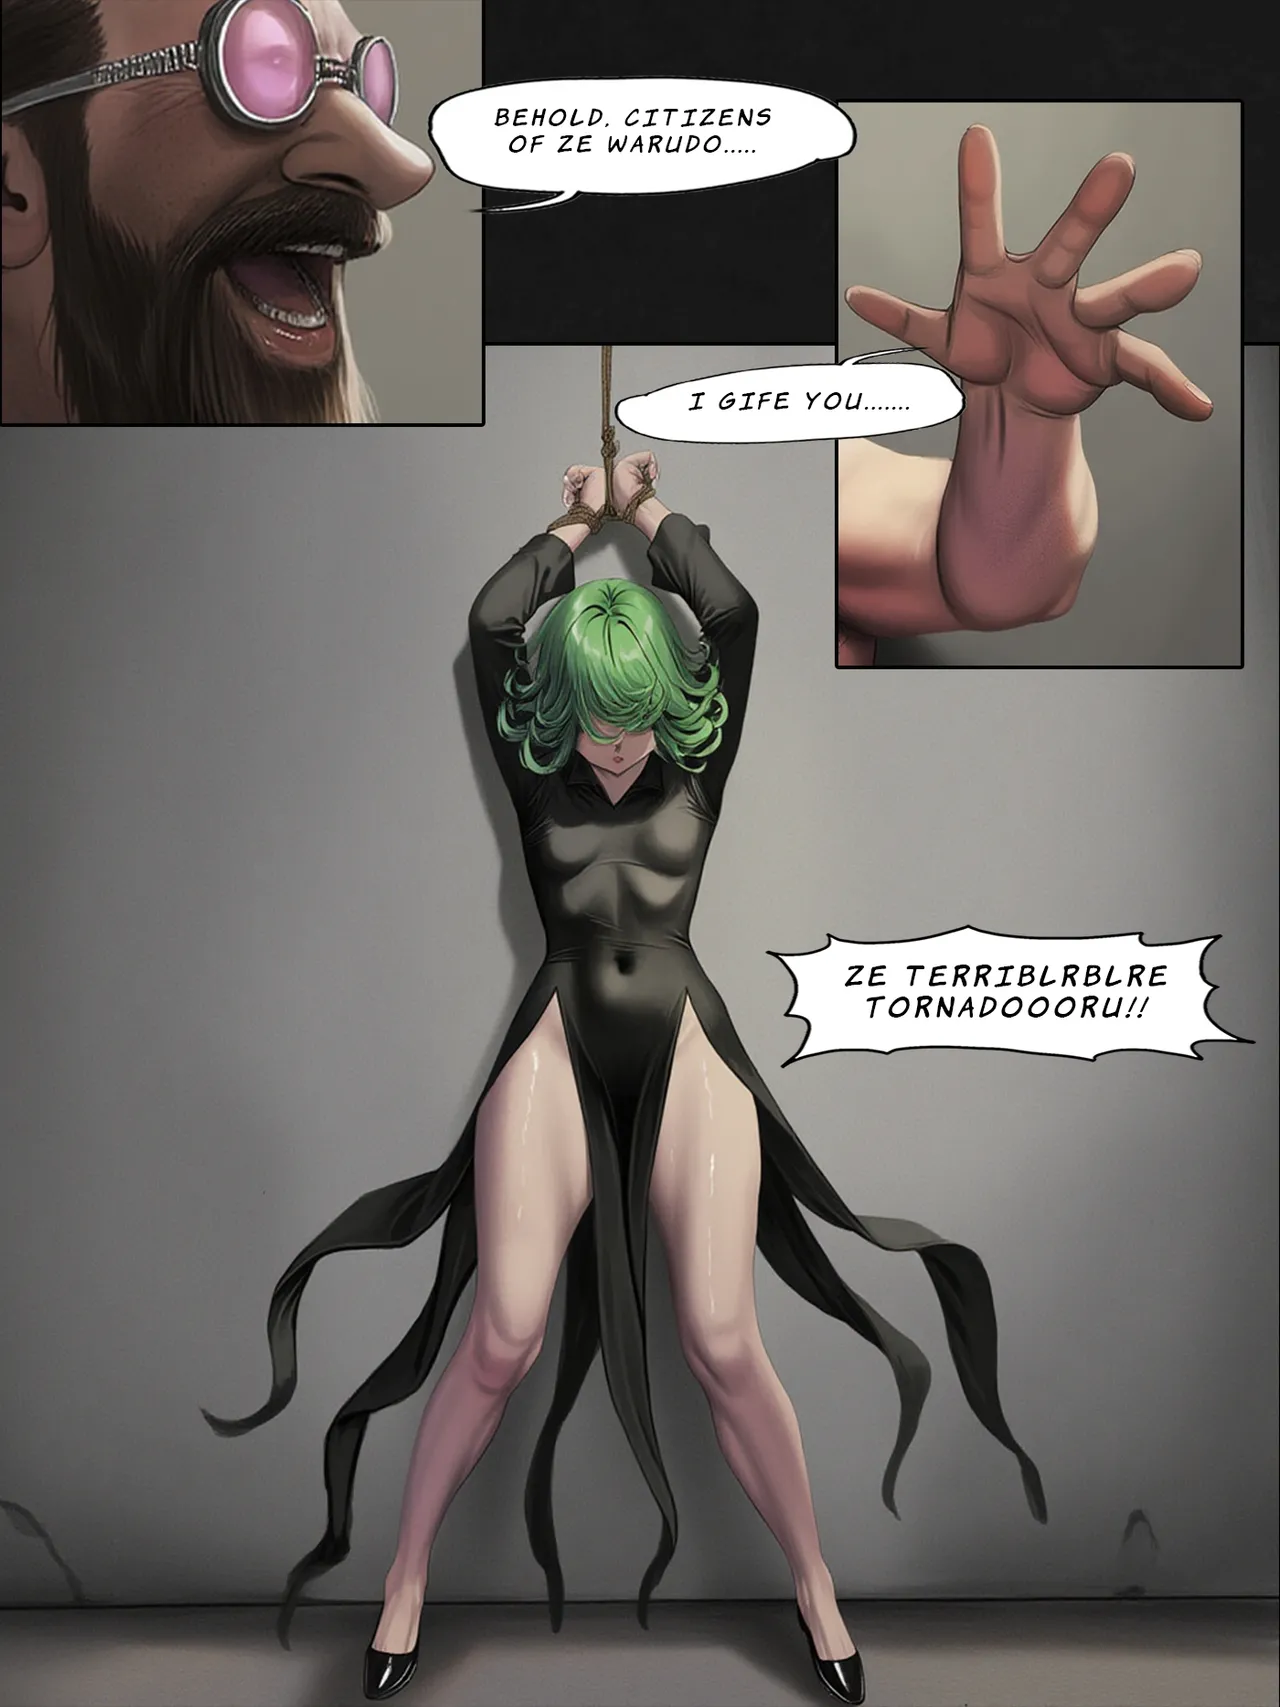 BEHOLD, CITIZENS
OF ZE WARUDO.....
I GIFE YOU.......
ZE TERRIBLRBLRE
TORNADOOORU!!